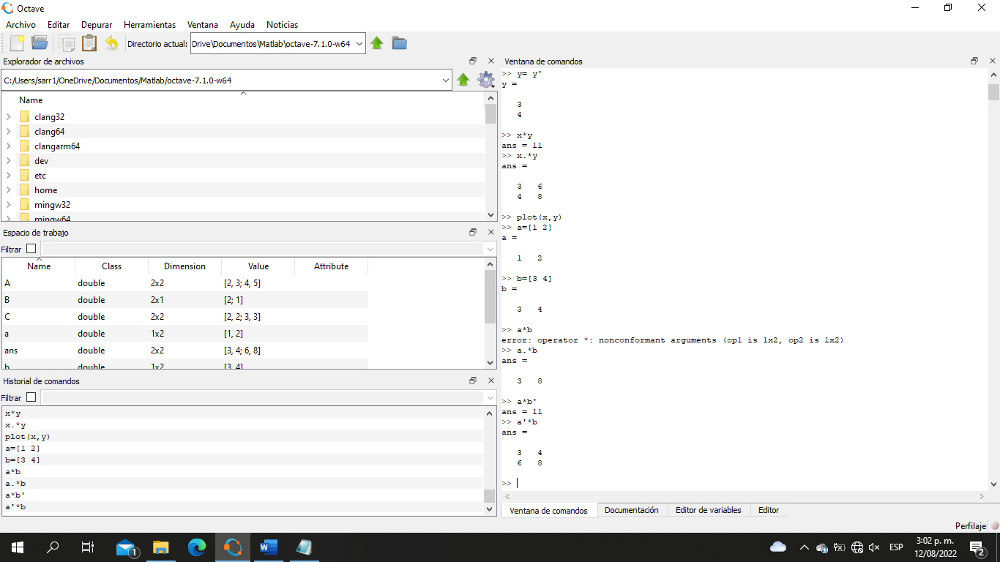 Octave
Archivo Editar Depurar Herramientas Ventana Ayuda Noticias
Directorio actual: Drive\Documentos\Matlab\octave-7.1.0-w64
Explorador de archivos
C:/Users/sarr1/OneDrive/Documentos/Matlab/octave-7.1.0-w64
Name
clang32
clang64
clangarm64
dev
etc
home
mingw32
mingw64
Espacio de trabajo
Filtrar
Name Class Dimension Value Attribute
A double 2x2 [2, 3; 4, 5]
B double 2x1 [2; 1]
C double 2x2 [2, 2; 3, 3]
a double 1x2 [1, 2]
ans double 2x2 [3, 4; 6, 8]
b double 1x2 [3, 4]
Historial de comandos
Filtrar
x*y
x.*y
plot(x,y)
a=[1 2]
b=[3 4]
a*b
a.*b
a*b'
a'*b
Ventana de comandos
>> y= y'
y =
3
4
>> x*y
ans = 11
>> x.*y
ans =
3 6
4 8
>> plot(x,y)
>> a=[1 2]
a =
1 2
>> b=[3 4]
b =
3 4
>> a*b
error: operator *: nonconformant arguments (op1 is 1x2, op2 is 1x2)
>> a.*b
ans =
3 8
>> a*b'
ans = 11
>> a'*b
ans =
3 4
6 8
>>
Ventana de comandos Documentación Editor de variables Editor
Perfilaje
1
ESP
3:02 p. m.
12/08/2022
2